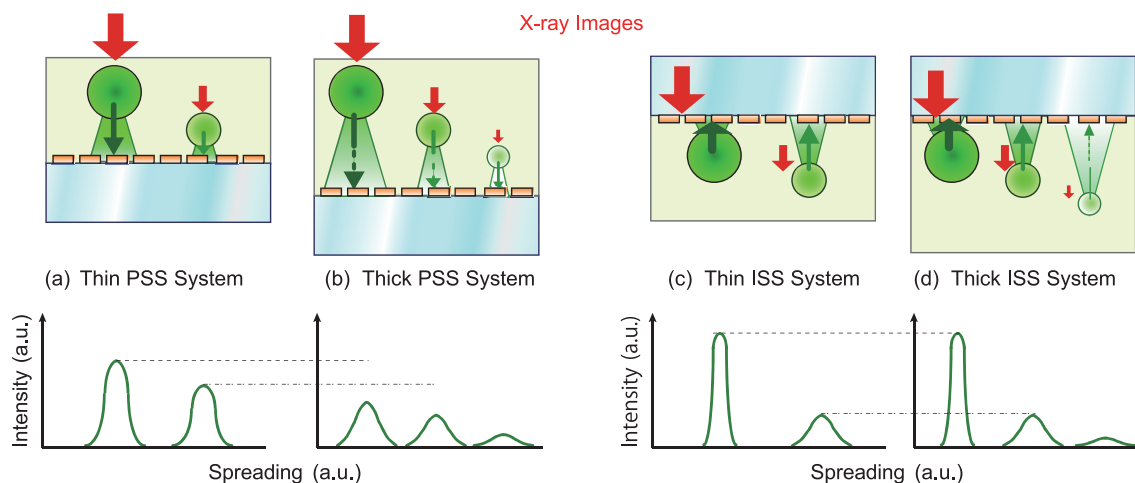 X-ray Images
(a) Thin PSS System
(b) Thick PSS System
(c) Thin ISS System
(d) Thick ISS System
Intensity (a.u.)
Spreading (a.u.)
Intensity (a.u.)
Spreading (a.u.)